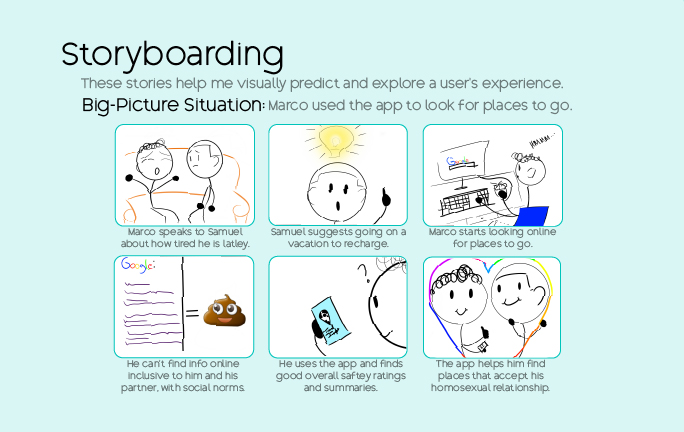 Storyboarding
These stories help me visually predict and explore a user's experience.
Big-Picture Situation: Marco used the app to look for places to go.
Google
Hmmm...
Marco speaks to Samuel
about how tired he is latley.
Samuel suggests going on a
vacation to recharge.
Marco starts looking online
for places to go.
Google:
=
?
He can't find info online
inclusive to him and his
partner, with social norms.
He uses the app and finds
good overall saftey ratings
and summaries.
The app helps him find
places that accept his
homosexual relationship.